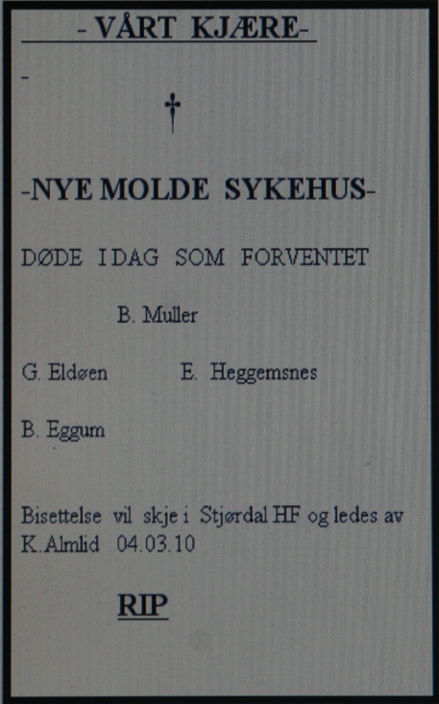 - VÅRT KJÆRE-
-
†
-NYE MOLDE SYKEHUS-
DØDE IDAG SOM FORVENTET
B. Muller
G. Eldøen E. Heggemsnes
B. Eggum
Bisettelse vil skje i Stjørdal HF og ledes av
K.Almlid 04.03.10
RIP